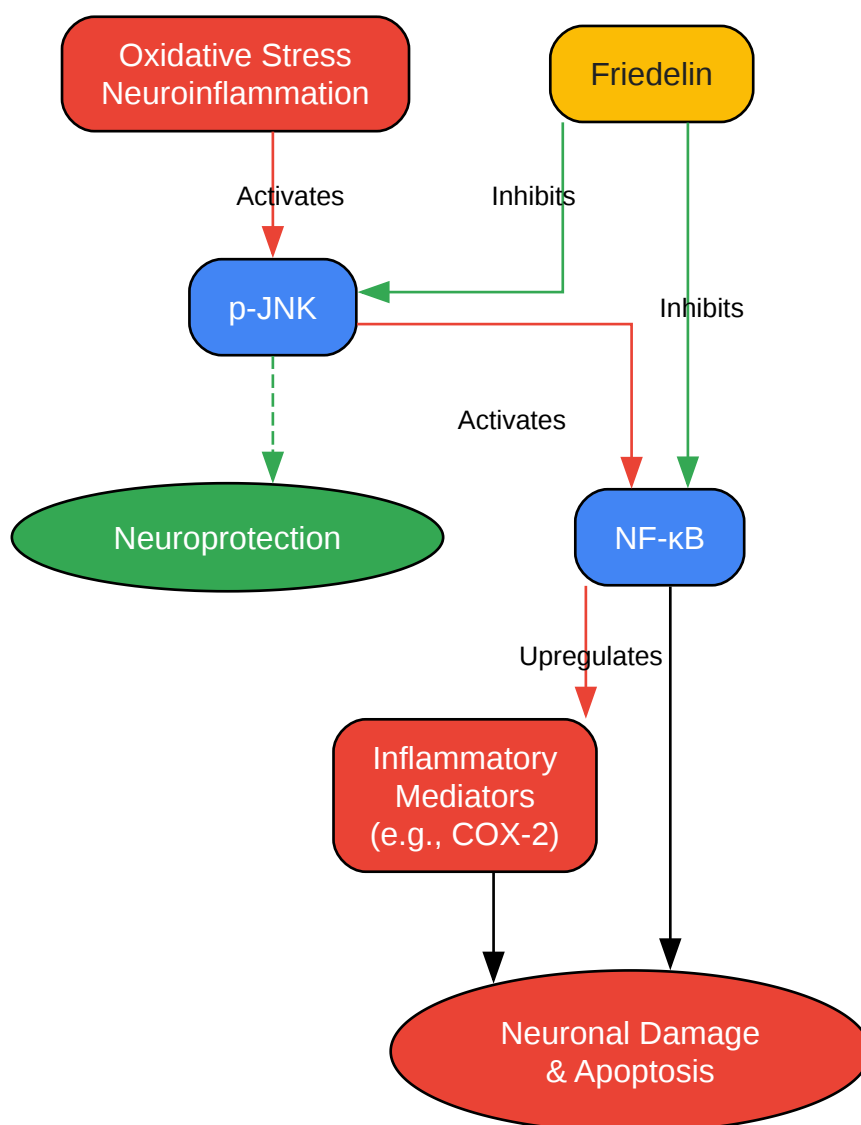 Oxidative Stress
Neuroinflammation
Friedelin
Activates
Inhibits
p-JNK
Inhibits
Activates
Neuroprotection
NF-κB
Upregulates
Inflammatory
Mediators
(e.g., COX-2)
Neuronal Damage
& Apoptosis